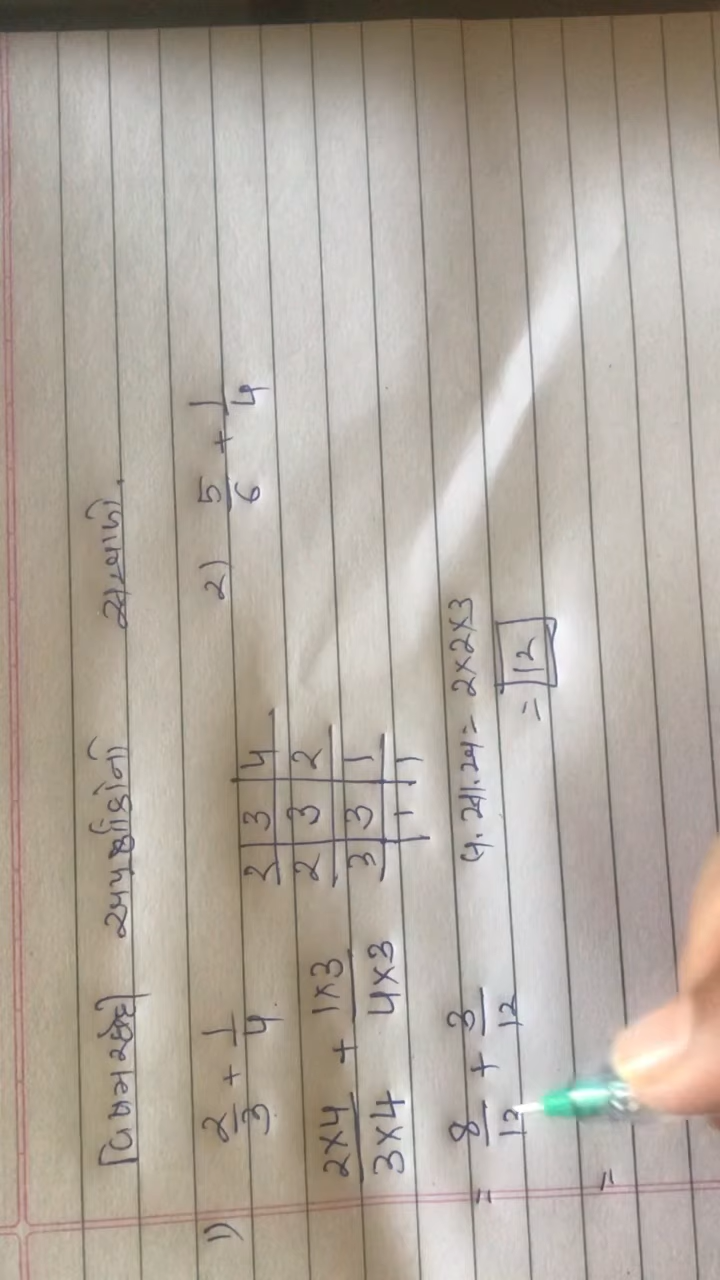 [વિષમચ્છેદી અપૂર્ણાંકોનો સરવાળો.
1) 2/3 + 1/4
2) 5/6 + 1/4
2 | 3 | 4
2 | 3 | 2
3 | 3 | 1
1 | 1
2×4/3×4 + 1×3/4×3
= 8/12 + 3/12
લ.સા.અ. = 2×2×3
= 12
=